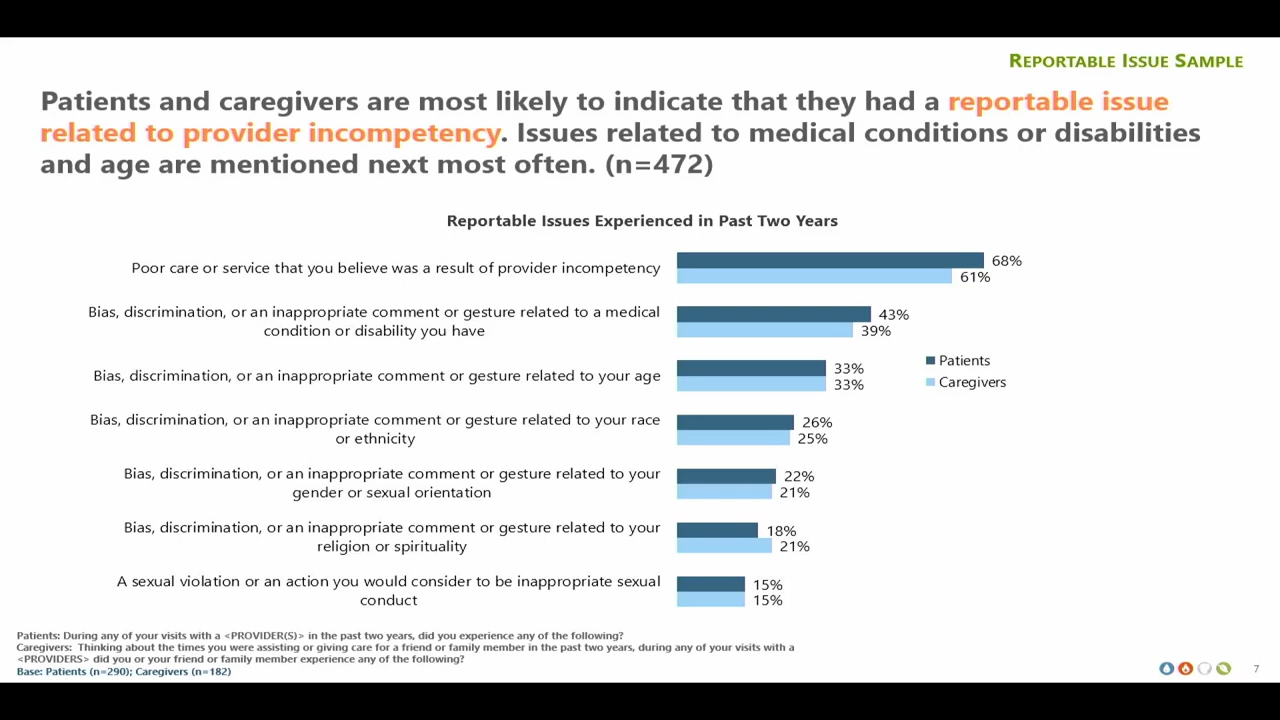 REPORTABLE ISSUE SAMPLE
Patients and caregivers are most likely to indicate that they had a reportable issue
related to provider incompetency. Issues related to medical conditions or disabilities
and age are mentioned next most often. (n=472)
Reportable Issues Experienced in Past Two Years
Poor care or service that you believe was a result of provider incompetency
68%
61%
Bias, discrimination, or an inappropriate comment or gesture related to a medical
condition or disability you have
43%
39%
Patients
Caregivers
Bias, discrimination, or an inappropriate comment or gesture related to your age
33%
33%
Bias, discrimination, or an inappropriate comment or gesture related to your race
or ethnicity
26%
25%
Bias, discrimination, or an inappropriate comment or gesture related to your
gender or sexual orientation
22%
21%
Bias, discrimination, or an inappropriate comment or gesture related to your
religion or spirituality
18%
21%
A sexual violation or an action you would consider to be inappropriate sexual
conduct
15%
15%
Patients: During any of your visits with a <PROVIDER(S)> in the past two years, did you experience any of the following?
Caregivers: Thinking about the times you were assisting or giving care for a friend or family member in the past two years, during any of your visits with a
<PROVIDERS> did you or your friend or family member experience any of the following?
Base: Patients (n=290); Caregivers (n=182)
7